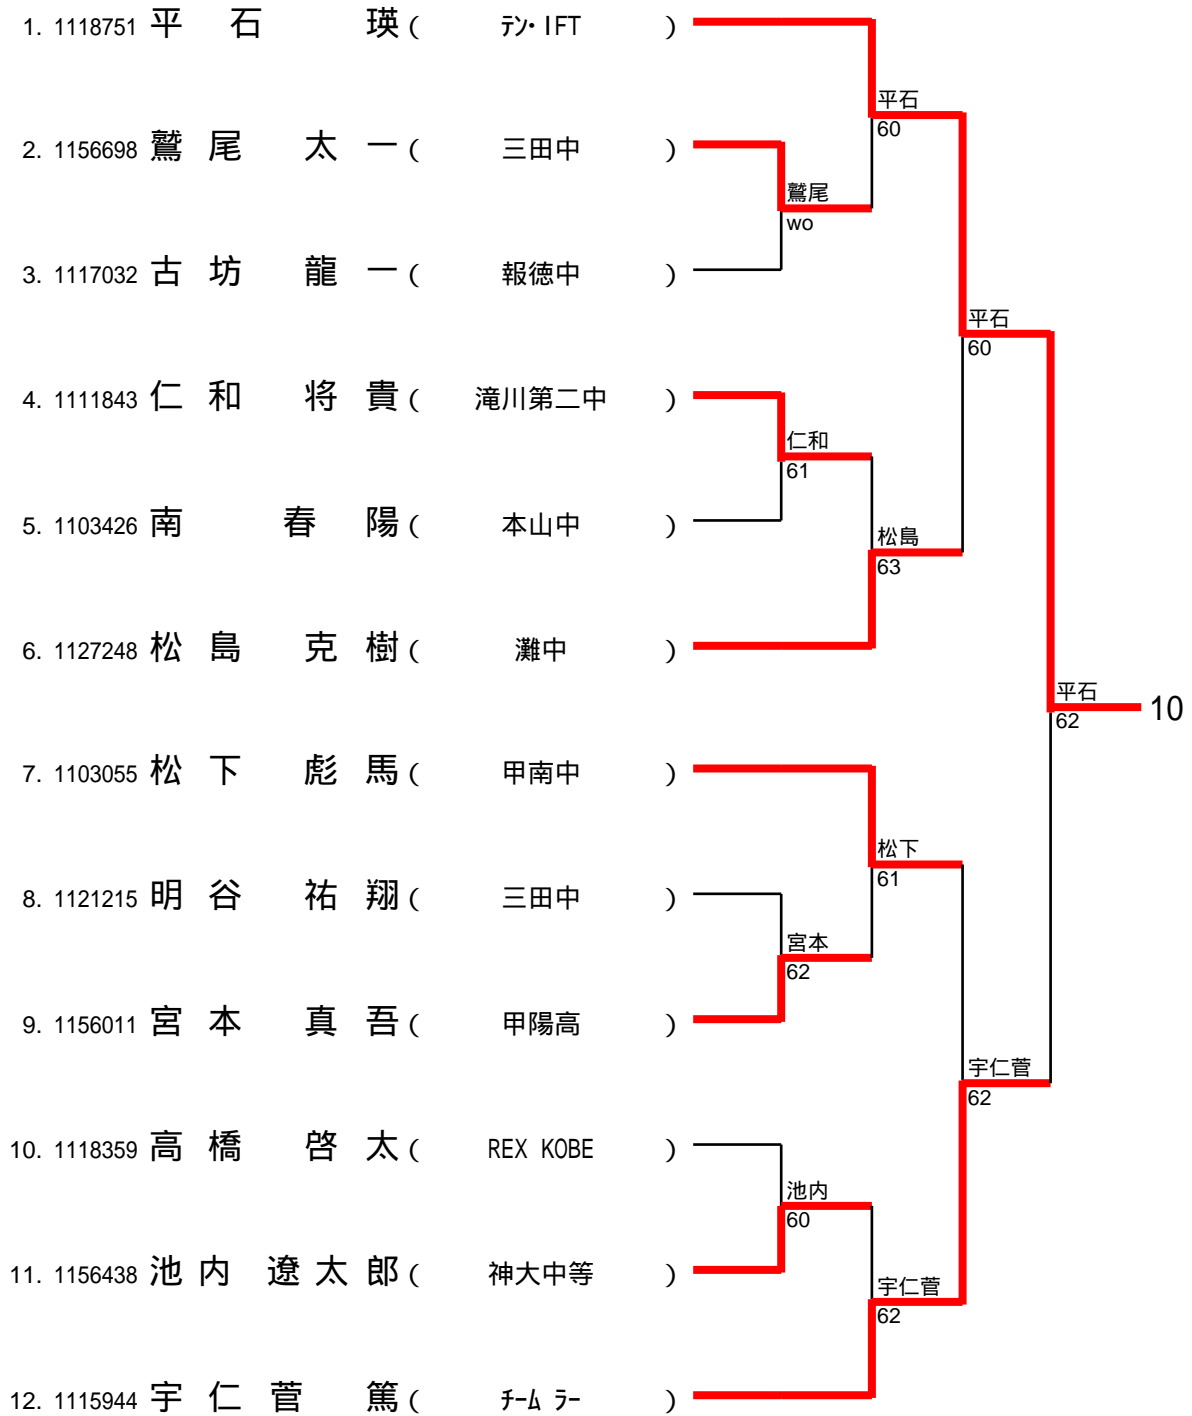 1. 1118751 平石 瑛 ( テン・IFT )
平石
60
2. 1156698 鷲尾 太一 ( 三田中 )
鷲尾
wo
3. 1117032 古坊 龍一 ( 報徳中 )
平石
60
4. 1111843 仁和 将貴 ( 滝川第二中 )
仁和
61
5. 1103426 南 春陽 ( 本山中 )
松島
63
6. 1127248 松島 克樹 ( 灘中 )
平石
62
10
7. 1103055 松下 彪馬 ( 甲南中 )
松下
61
8. 1121215 明谷 祐翔 ( 三田中 )
宮本
62
9. 1156011 宮本 真吾 ( 甲陽高 )
宇仁菅
62
10. 1118359 高橋 啓太 ( REX KOBE )
池内
60
11. 1156438 池内 遼太郎 ( 神大中等 )
宇仁菅
62
12. 1115944 宇仁菅 篤 ( チーム ラー )